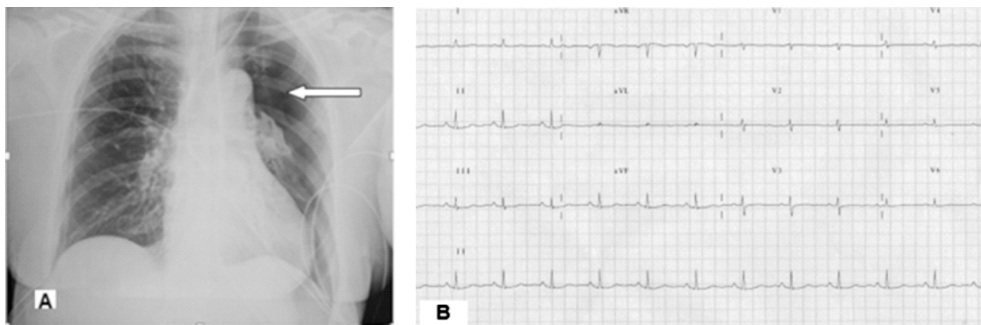 I aVR V1 V4
II aVL V2 V5
III aVF V3 V6
II
A B